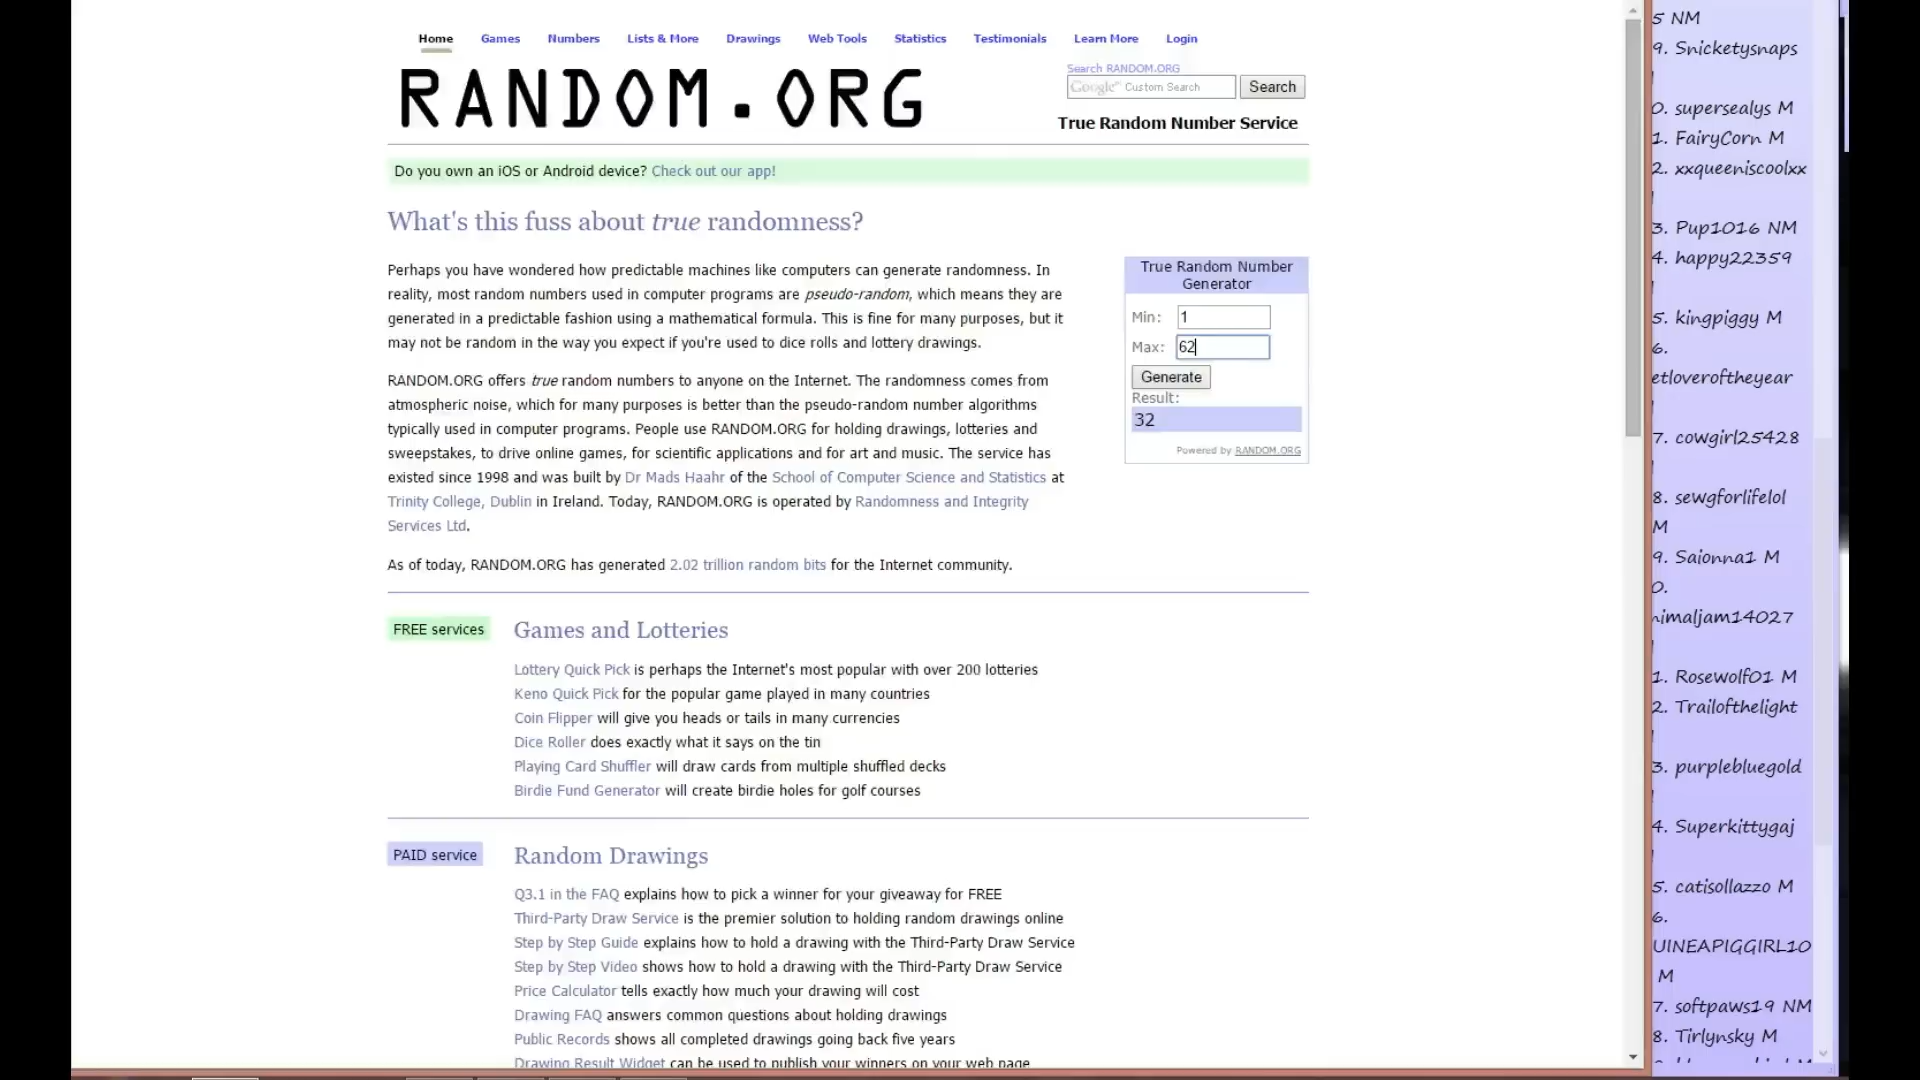 Home Games Numbers Lists & More Drawings Web Tools Statistics Testimonials Learn More Login
RANDOM.ORG
Search RANDOM.ORG
Google™ Custom Search Search
True Random Number Service
Do you own an iOS or Android device? Check out our app!
What's this fuss about true randomness?
Perhaps you have wondered how predictable machines like computers can generate randomness. In
reality, most random numbers used in computer programs are pseudo-random, which means they are
generated in a predictable fashion using a mathematical formula. This is fine for many purposes, but it
may not be random in the way you expect if you're used to dice rolls and lottery drawings.
RANDOM.ORG offers true random numbers to anyone on the Internet. The randomness comes from
atmospheric noise, which for many purposes is better than the pseudo-random number algorithms
typically used in computer programs. People use RANDOM.ORG for holding drawings, lotteries and
sweepstakes, to drive online games, for scientific applications and for art and music. The service has
existed since 1998 and was built by Dr Mads Haahr of the School of Computer Science and Statistics at
Trinity College, Dublin in Ireland. Today, RANDOM.ORG is operated by Randomness and Integrity
Services Ltd.
As of today, RANDOM.ORG has generated 2.02 trillion random bits for the Internet community.
True Random Number
Generator
Min: 1
Max: 62
Generate
Result:
32
Powered by RANDOM.ORG
FREE services
Games and Lotteries
Lottery Quick Pick is perhaps the Internet's most popular with over 200 lotteries
Keno Quick Pick for the popular game played in many countries
Coin Flipper will give you heads or tails in many currencies
Dice Roller does exactly what it says on the tin
Playing Card Shuffler will draw cards from multiple shuffled decks
Birdie Fund Generator will create birdie holes for golf courses
PAID service
Random Drawings
Q3.1 in the FAQ explains how to pick a winner for your giveaway for FREE
Third-Party Draw Service is the premier solution to holding random drawings online
Step by Step Guide explains how to hold a drawing with the Third-Party Draw Service
Step by Step Video shows how to hold a drawing with the Third-Party Draw Service
Price Calculator tells exactly how much your drawing will cost
Drawing FAQ answers common questions about holding drawings
Public Records shows all completed drawings going back five years
Drawing Result Widget can be used to publish your winners on your web page
5 NM
9. Snicketysnaps
0. supersealys M
1. FairyCorn M
2. xxqueeniscoolxx
3. Pup1016 NM
4. happy22359
5. kingpiggy M
6.
etloveroftheyear
7. cowgirl25428
8. sewgforlifelol
M
9. Saionna1 M
0.
nimaljam14027
1. Rosewolf01 M
2. Trailofthelight
3. purplebluegold
4. Superkittygaj
5. catisollazzo M
6.
UINEAPIGGIRL10
M
7. softpaws19 NM
8. Tirlynsky M